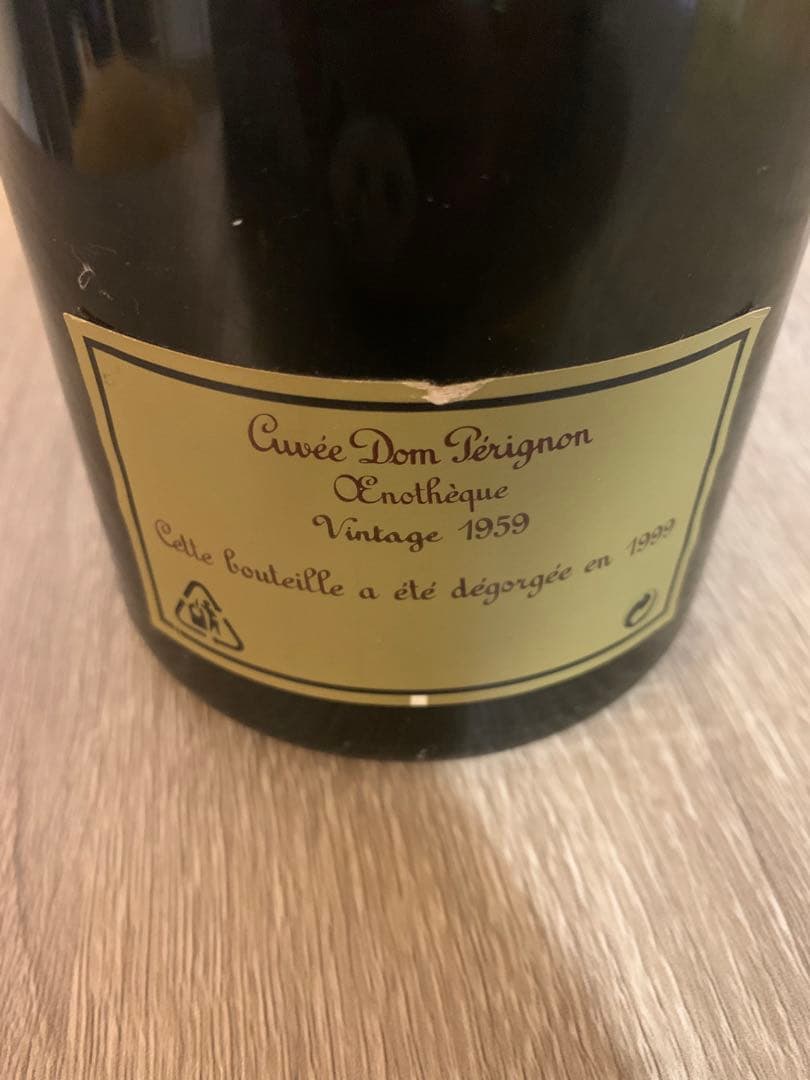 Cuvée Dom Pérignon
Œnothèque
Vintage 1959
Cette bouteille a été dégorgée en 1999